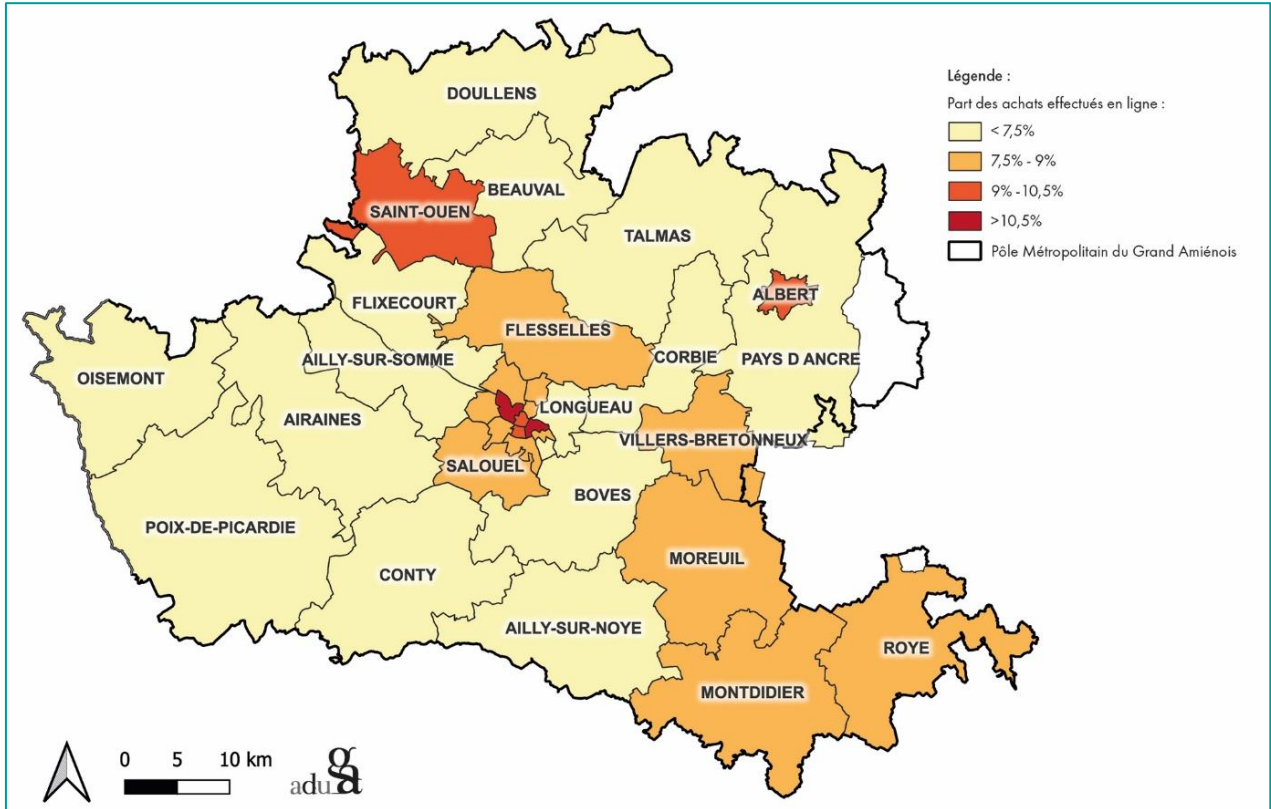 DOULLENS
BEAUVAL
SAINT-OUEN
TALMAS
ALBERT
FLIXECOURT
FLESSELLES
AILLY-SUR-SOMME
CORBIE
PAYS D ANCRE
OISEMONT
AIRAINES
LONGUEAU
VILLERS-BRETONNEUX
SALOUEL
BOVES
POIX-DE-PICARDIE
MOREUIL
CONTY
AILLY-SUR-NOYE
ROYE
MONTDIDIER
Légende :
Part des achats effectués en ligne :
< 7,5%
7,5% - 9%
9% -10,5%
>10,5%
Pôle Métropolitain du Grand Amiénois
0 5 10 km
adu_gat